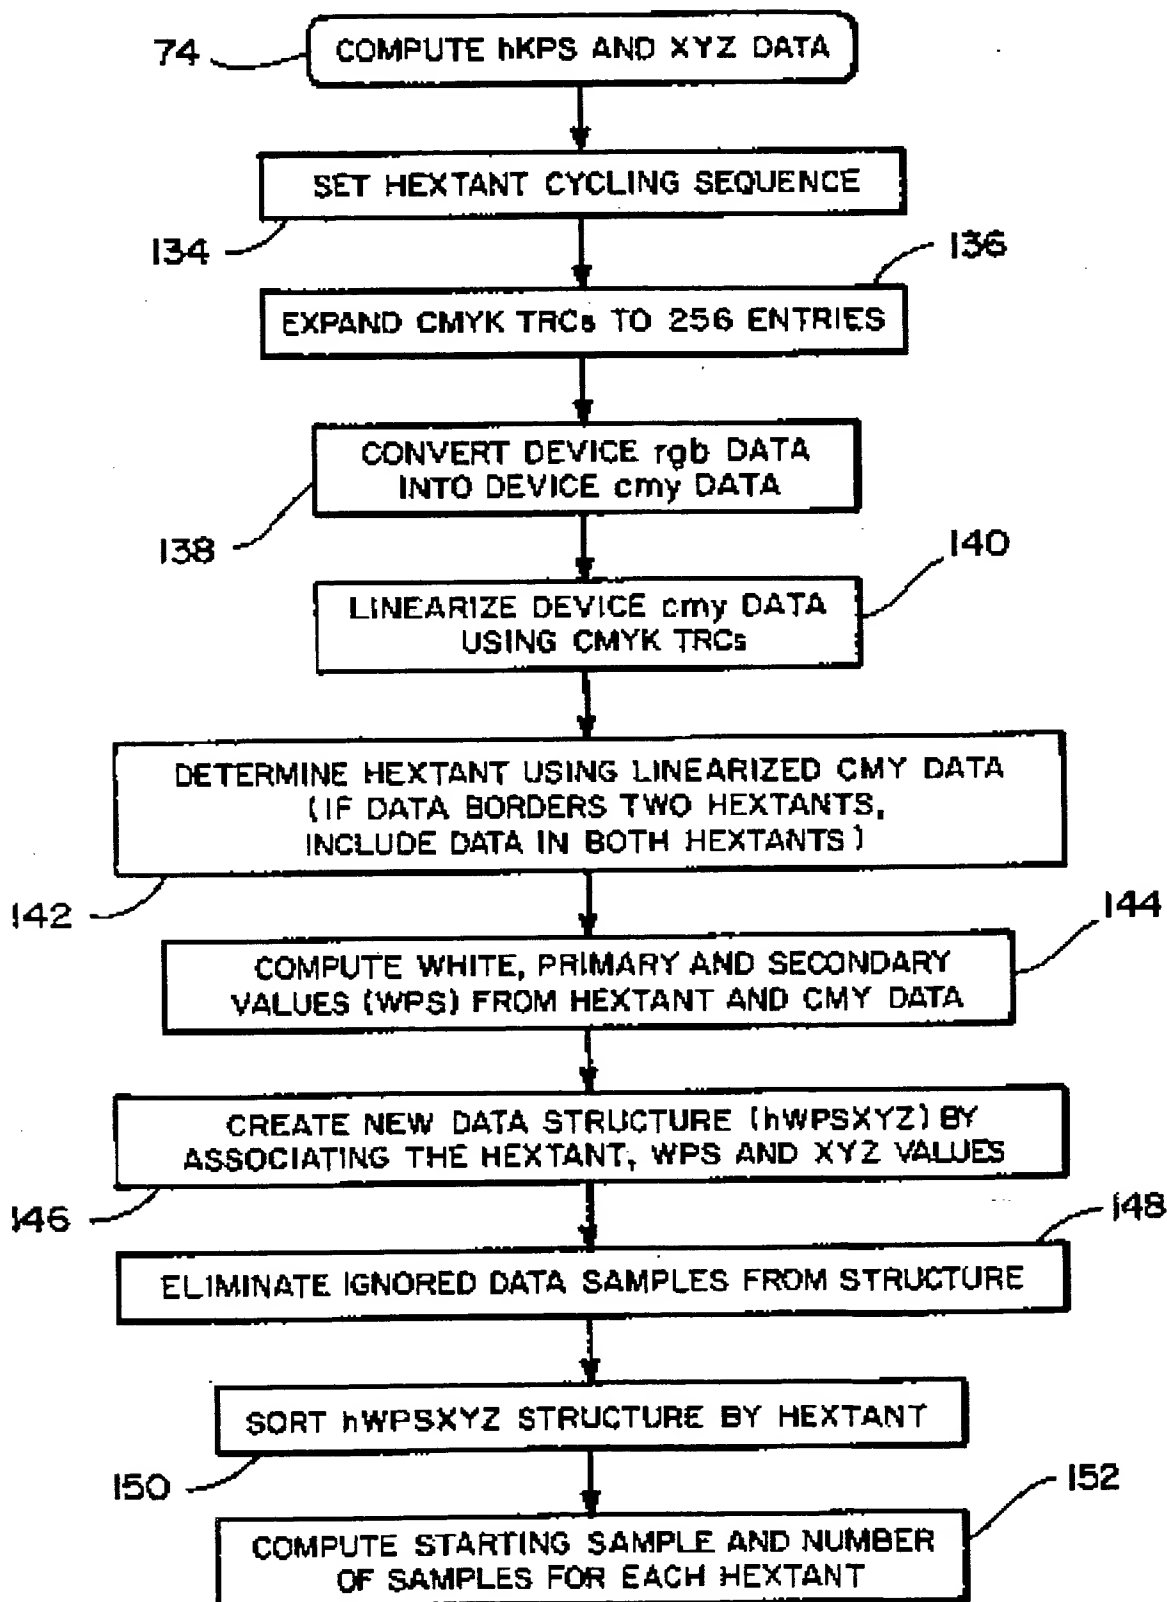 74
COMPUTE hKPS AND XYZ DATA
SET HEXTANT CYCLING SEQUENCE
134
136
EXPAND CMYK TRCs TO 256 ENTRIES
CONVERT DEVICE rgb DATA
INTO DEVICE cmy DATA
138
140
LINEARIZE DEVICE cmy DATA
USING CMYK TRCs
DETERMINE HEXTANT USING LINEARIZED CMY DATA
(IF DATA BORDERS TWO HEXTANTS,
INCLUDE DATA IN BOTH HEXTANTS)
142
144
COMPUTE WHITE, PRIMARY AND SECONDARY
VALUES (WPS) FROM HEXTANT AND CMY DATA
CREATE NEW DATA STRUCTURE (hWPSXYZ) BY
ASSOCIATING THE HEXTANT, WPS AND XYZ VALUES
146
148
ELIMINATE IGNORED DATA SAMPLES FROM STRUCTURE
SORT hWPSXYZ STRUCTURE BY HEXTANT
150
152
COMPUTE STARTING SAMPLE AND NUMBER
OF SAMPLES FOR EACH HEXTANT